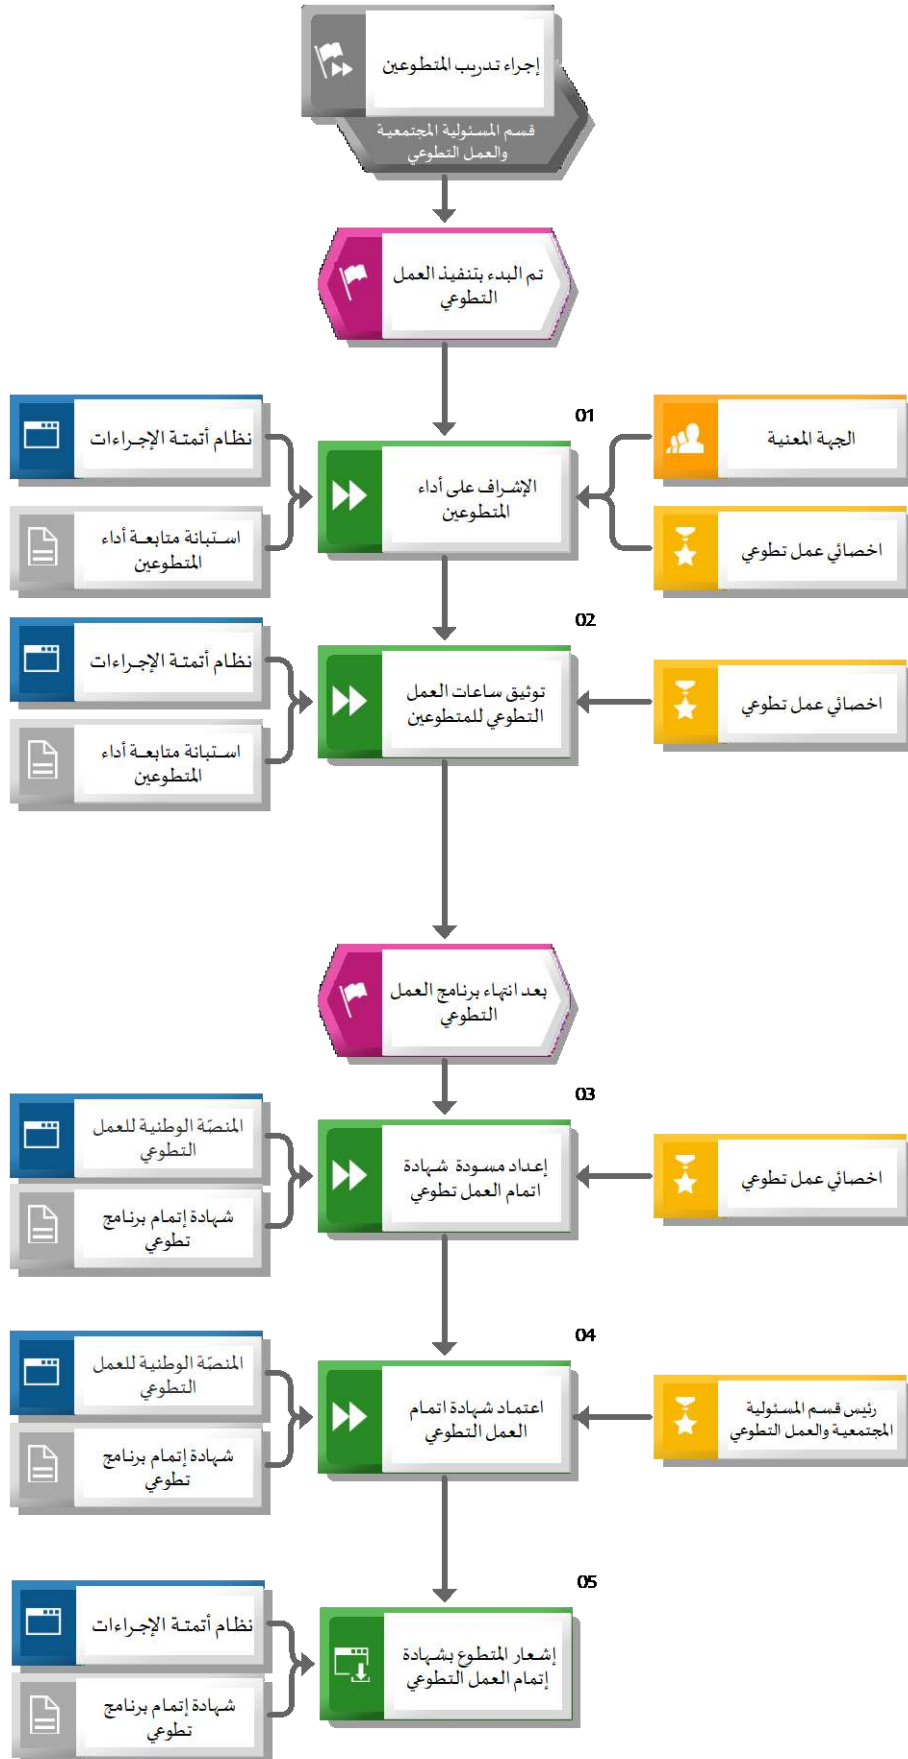 إجراء تدريب المتطوعين
قسم المسئولية المجتمعية
والعمل التطوعي
تم البدء بتنفيذ العمل
التطوعي
01
الجهة المعنية
اخصائي عمل تطوعي
الإشراف على أداء
المتطوعين
نظام أتمتة الإجراءات
استبانة متابعة أداء
المتطوعين
02
اخصائي عمل تطوعي
توثيق ساعات العمل
التطوعي للمتطوعين
نظام أتمتة الإجراءات
استبانة متابعة أداء
المتطوعين
بعد انتهاء برنامج العمل
التطوعي
03
اخصائي عمل تطوعي
إعداد مسودة شهادة
اتمام العمل تطوعي
المنصّة الوطنية للعمل
التطوعي
شهادة إتمام برنامج
تطوعي
04
رئيس قسم المسئولية
المجتمعية والعمل التطوعي
اعتماد شهادة اتمام
العمل التطوعي
المنصّة الوطنية للعمل
التطوعي
شهادة إتمام برنامج
تطوعي
05
إشعار المتطوع بشهادة
إتمام العمل التطوعي
نظام أتمتة الإجراءات
شهادة إتمام برنامج
تطوعي